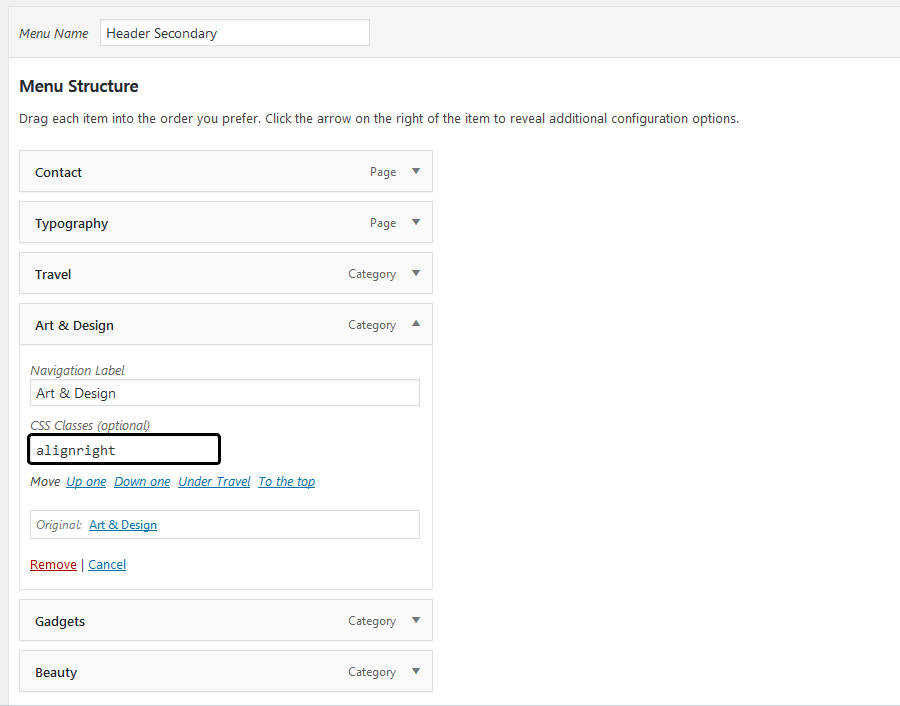 Menu Name Header Secondary
Menu Structure
Drag each item into the order you prefer. Click the arrow on the right of the item to reveal additional configuration options.
Contact Page
Typography Page
Travel Category
Art & Design Category
Navigation Label
Art & Design
CSS Classes (optional)
alignright
Move Up one Down one Under Travel To the top
Original: Art & Design
Remove | Cancel
Gadgets Category
Beauty Category